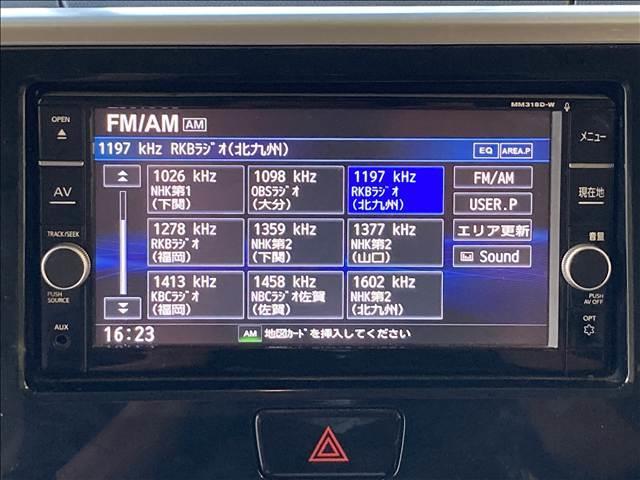 MM318D-W
OPEN
メニュー
AV
現在地
TRACK/SEEK
音量
PUSH
SOURCE
PUSH
AV OFF
AUX
OPT
FM/AM AM
1197 kHz RKBﾗｼﾞｵ(北九州) EQ AREA.P
1026 kHz
NHK第1
(下関)
1098 kHz
OBSﾗｼﾞｵ
(大分)
1197 kHz
RKBﾗｼﾞｵ
(北九州)
FM/AM
USER.P
1278 kHz
RKBﾗｼﾞｵ
(福岡)
1359 kHz
NHK第2
(下関)
1377 kHz
NHK第2
(山口)
エリア更新
Sound
1413 kHz
KBCﾗｼﾞｵ
(福岡)
1458 kHz
NBCﾗｼﾞｵ佐賀
(佐賀)
1602 kHz
NHK第2
(北九州)
16:23 AM 地図ｶｰﾄﾞを挿入してください